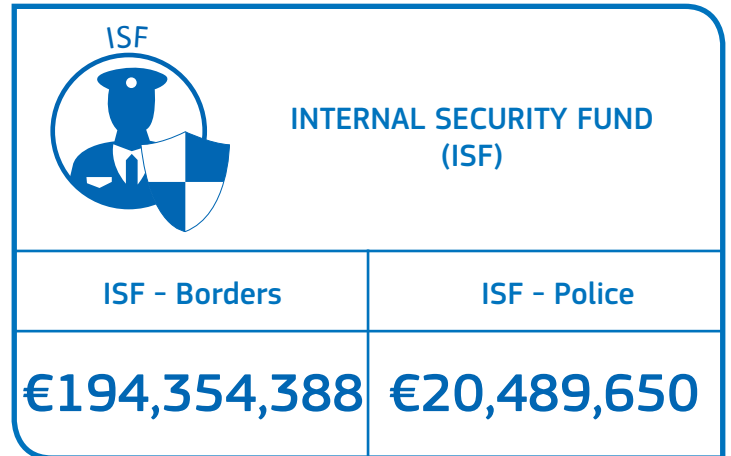 ISF
INTERNAL SECURITY FUND
(ISF)
ISF - Borders
ISF - Police
€194,354,388
€20,489,650